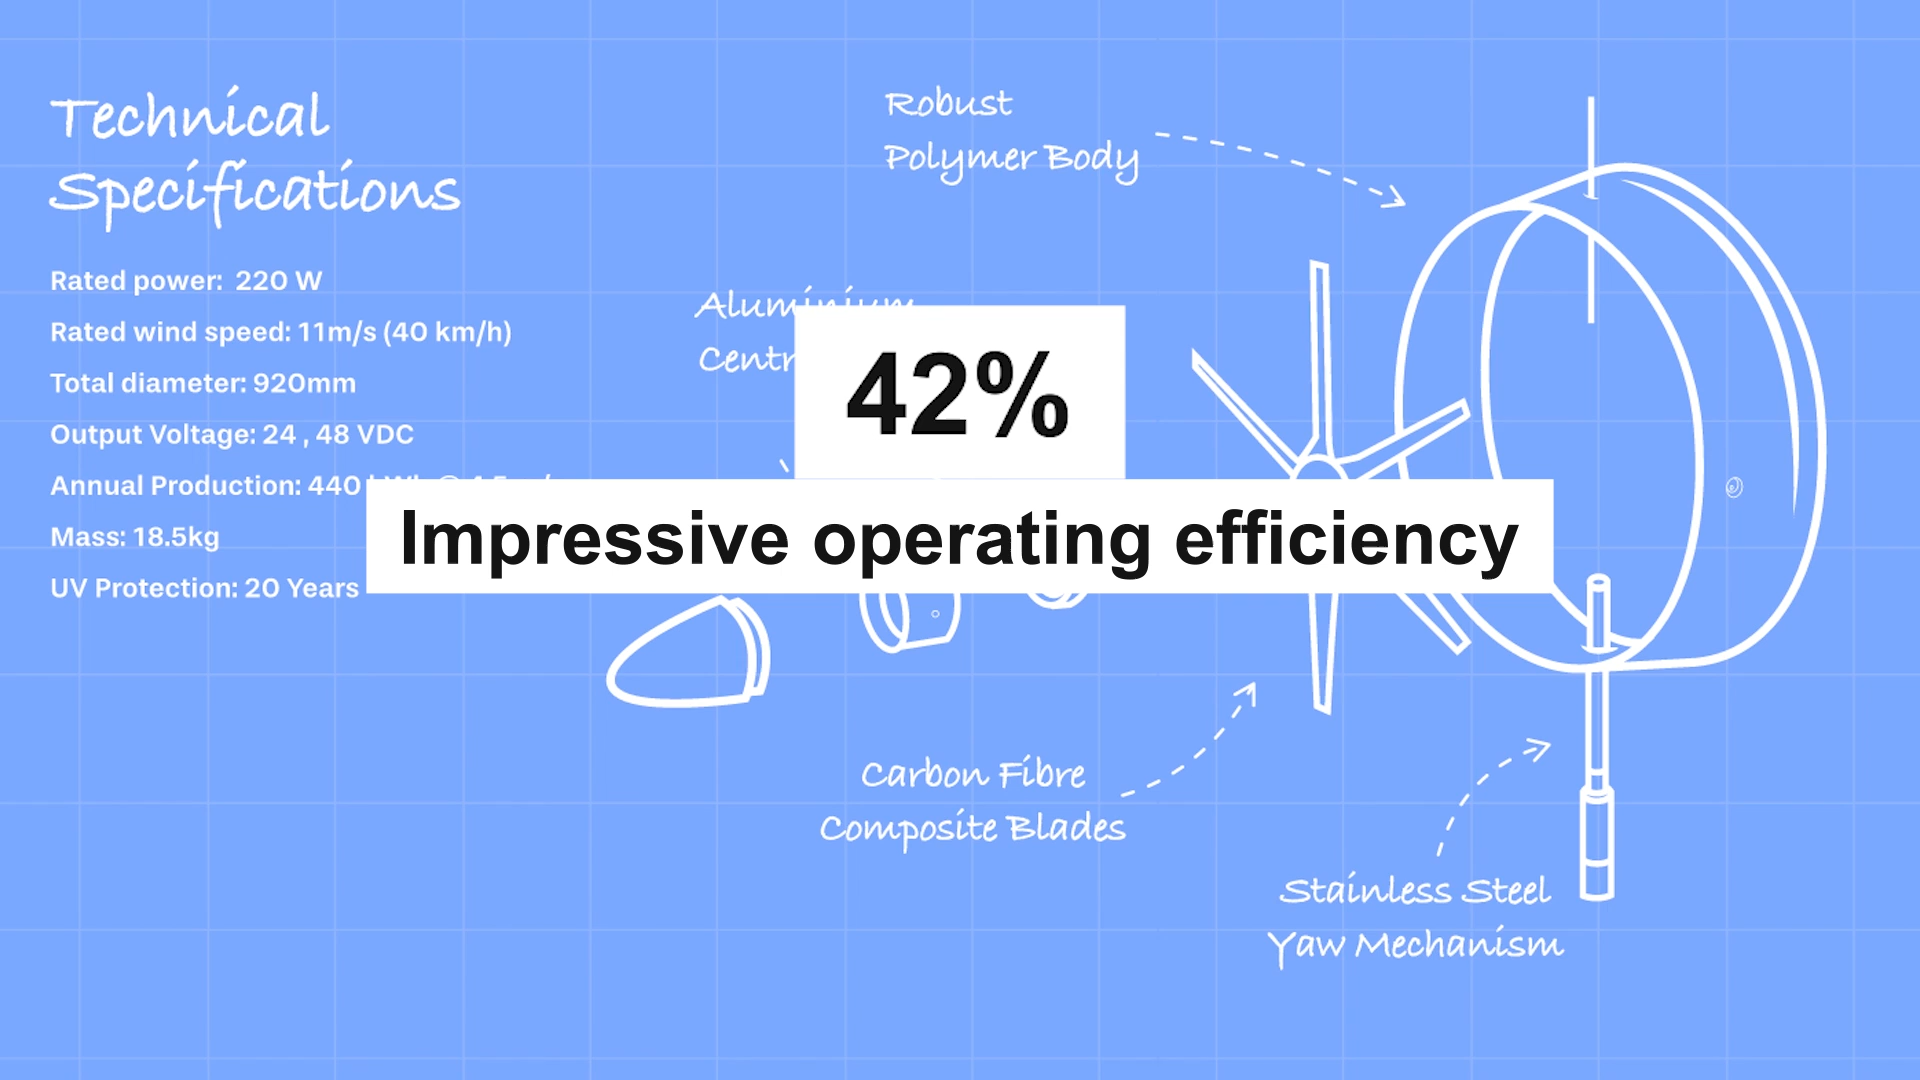 Technical
Specifications
Rated power: 220 W
Rated wind speed: 11m/s (40 km/h)
Total diameter: 920mm
Output Voltage: 24 , 48 VDC
Annual Production: 440
Mass: 18.5kg
UV Protection: 20 Years
Robust
Polymer Body
Aluminium
42%
Impressive operating efficiency
Carbon Fibre
Composite Blades
Stainless Steel
Yaw Mechanism